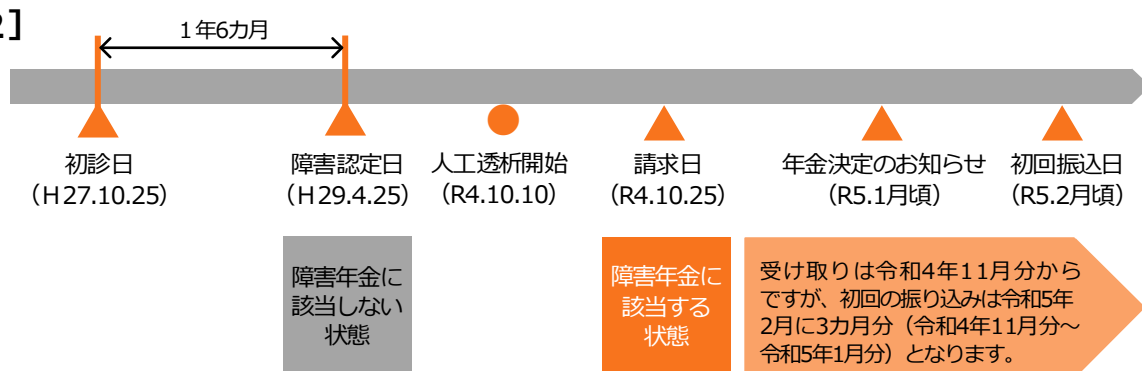 2]
1年6カ月
初診日
（H27.10.25）
障害認定日
（H29.4.25）
人工透析開始
（R4.10.10）
請求日
（R4.10.25）
年金決定のお知らせ
（R5.1月頃）
初回振込日
（R5.2月頃）
障害年金に
該当しない
状態
障害年金に
該当する
状態
受け取りは令和4年11月分から
ですが、初回の振り込みは令和5年
2月に3カ月分（令和4年11月分～
令和5年1月分）となります。